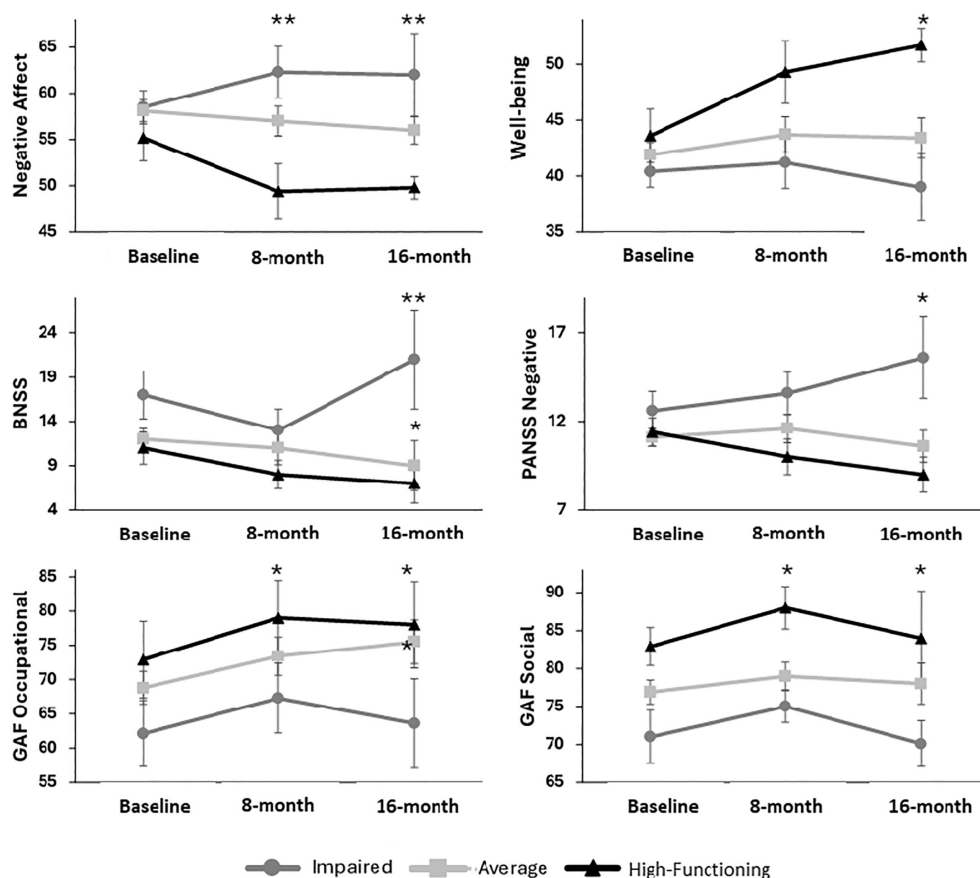 Negative Affect
65
60
55
50
45
**
**
Baseline
8-month
16-month
Well-being
50
45
40
35
*
Baseline
8-month
16-month
BNSS
24
19
14
9
4
**
*
Baseline
8-month
16-month
PANSS Negative
17
12
7
*
Baseline
8-month
16-month
GAF Occupational
85
80
75
70
65
60
55
*
*
*
Baseline
8-month
16-month
GAF Social
90
85
80
75
70
65
*
*
Baseline
8-month
16-month
Impaired
Average
High-Functioning